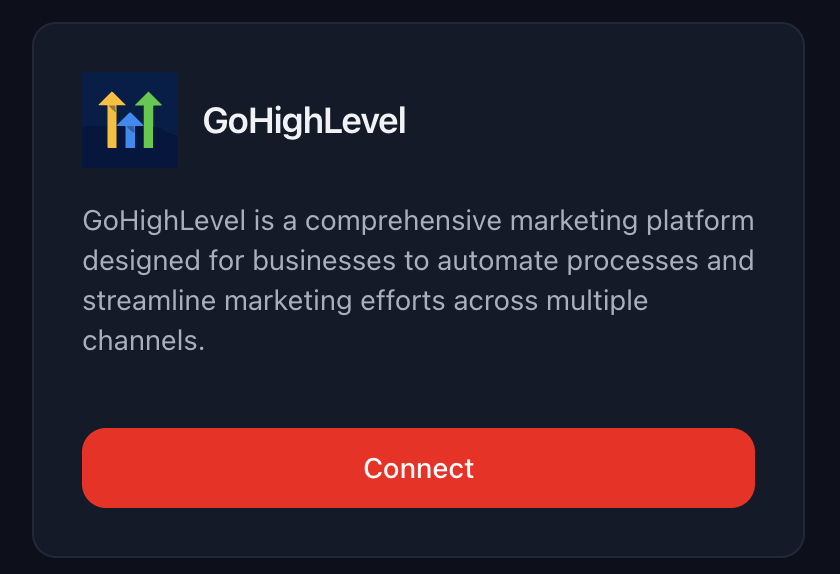 GoHighLevel
GoHighLevel is a comprehensive marketing platform
designed for businesses to automate processes and
streamline marketing efforts across multiple
channels.
Connect